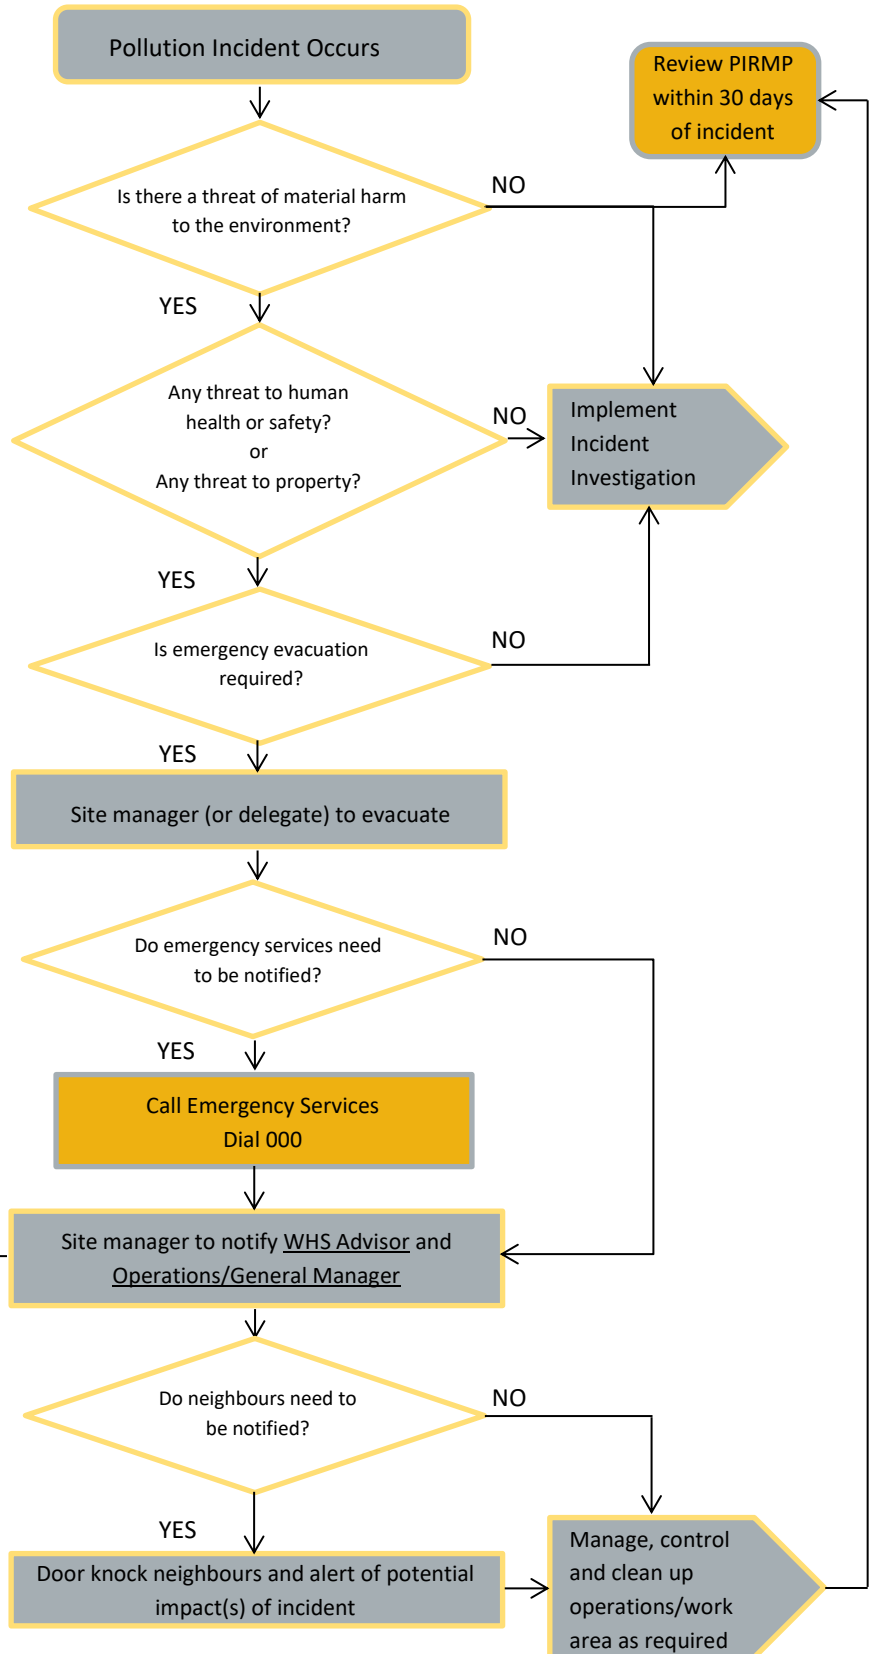 Pollution Incident Occurs
Review PIRMP
within 30 days
of incident
Is there a threat of material harm
to the environment?
NO
YES
Any threat to human
health or safety?
or
Any threat to property?
NO
Implement
Incident
Investigation
YES
Is emergency evacuation
required?
NO
YES
Site manager (or delegate) to evacuate
Do emergency services need
to be notified?
NO
YES
Call Emergency Services
Dial 000
Site manager to notify WHS Advisor and
Operations/General Manager
Do neighbours need to
be notified?
NO
YES
Door knock neighbours and alert of potential
impact(s) of incident
Manage, control
and clean up
operations/work
area as required